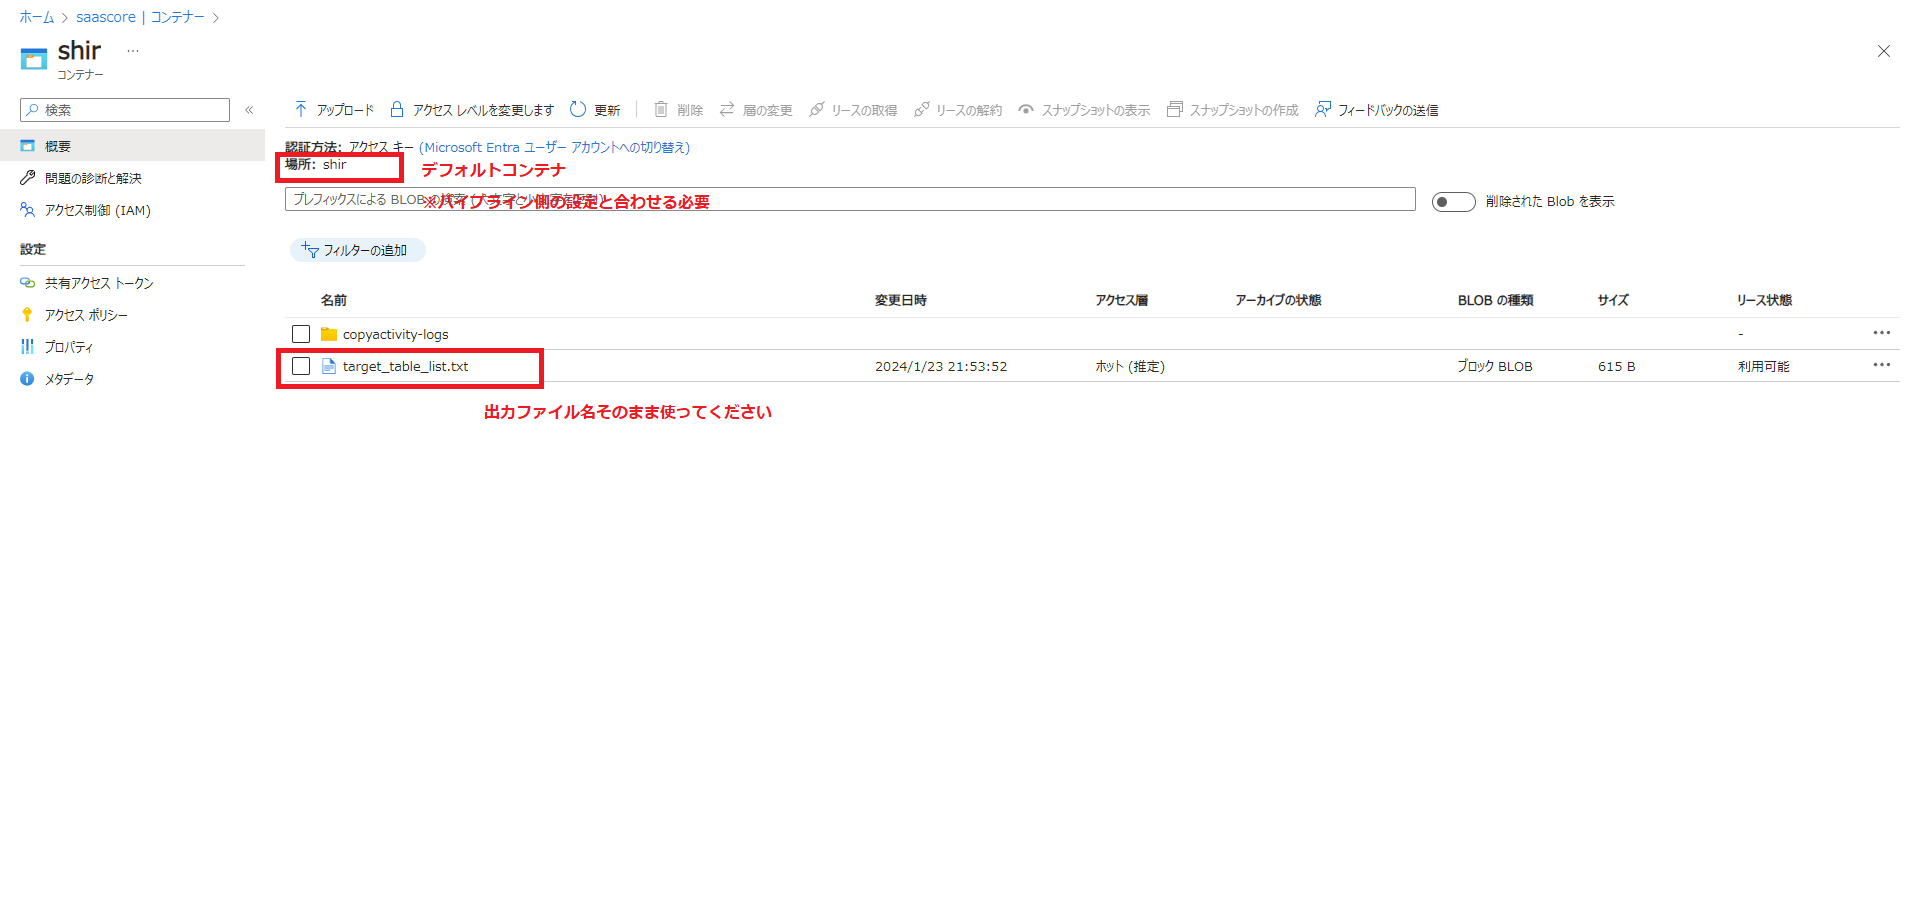 ホーム > saascore | コンテナー >
shir ...
コンテナー
検索 «
アップロード アクセス レベルを変更します 更新 削除 層の変更 リースの取得 リースの解約 スナップショットの表示 スナップショットの作成 フィードバックの送信
概要
問題の診断と解決
アクセス制御 (IAM)
設定
共有アクセス トークン
アクセス ポリシー
プロパティ
メタデータ
認証方法: アクセス キー (Microsoft Entra ユーザー アカウントへの切り替え)
場所: shir
デフォルトコンテナ
プレフィックスによる BLOB の検索 (大文字と小文字を区別)
※パイプライン側の設定と合わせる必要
削除された Blob を表示
フィルターの追加
名前 変更日時 アクセス層 アーカイブの状態 BLOB の種類 サイズ リース状態
copyactivity-logs - ...
target_table_list.txt 2024/1/23 21:53:52 ホット (推定) ブロック BLOB 615 B 利用可能 ...
出力ファイル名そのまま使ってください